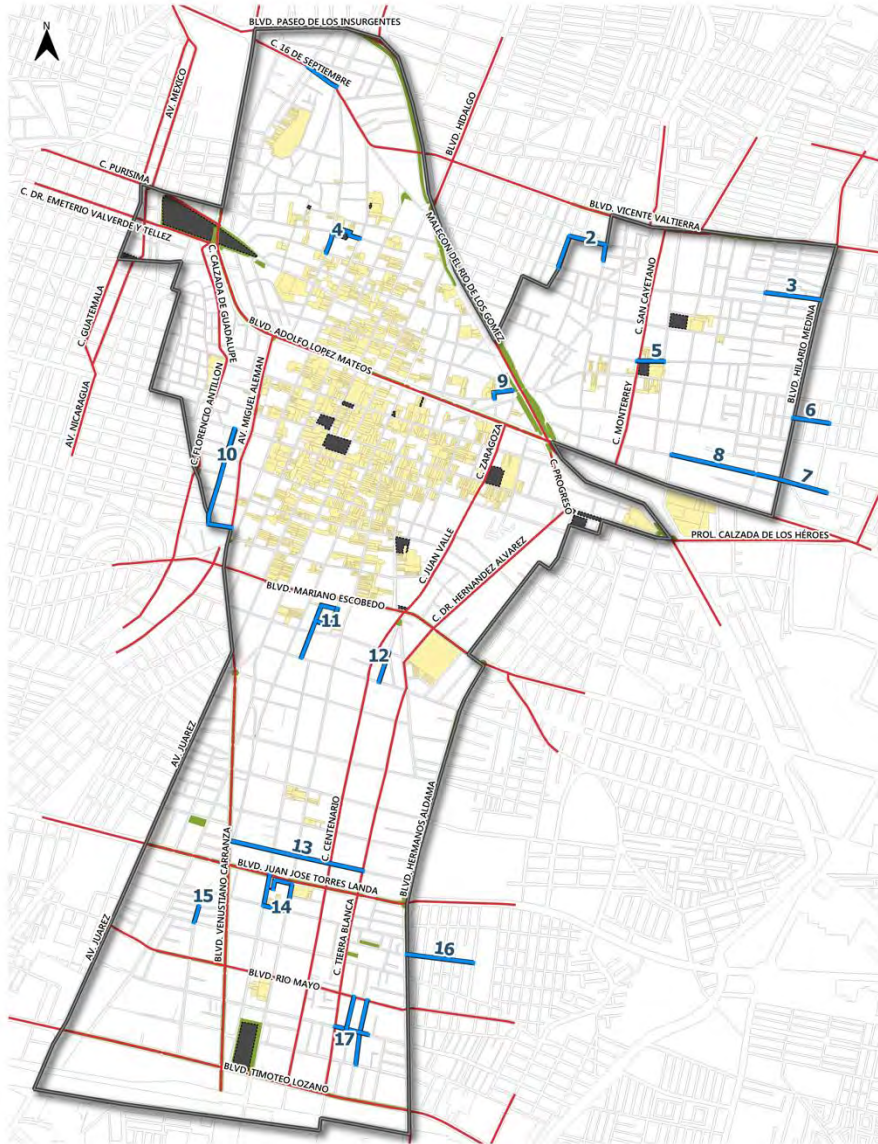 N
BLVD. PASEO DE LOS INSURGENTES
C. 16 DE SEPTIEMBRE
AV. MEXICO
BLVD. HIDALGO
C. PURISIMA
C. DR. EMETERIO VALVERDE Y TELLEZ
BLVD. VICENTE VALTIERRA
MALECON DEL RIO DE LOS GOMEZ
4
2
C. SAN CAYETANO
3
C. GUATEMALA
C. CALZADA DE GUADALUPE
BLVD. ADOLFO LOPEZ MATEOS
BLVD. HILARIO MEDINA
5
AV. NICARAGUA
C. FLORENCIO ANTILLON
AV. MIGUEL ALEMAN
9
C. MONTERREY
6
10
C. ZARAGOZA
8
7
C. PROGRESO
PROL. CALZADA DE LOS HÉROES
C. JUAN VALLE
C. DR. HERNANDEZ ALVAREZ
BLVD. MARIANO ESCOBEDO
11
12
AV. JUAREZ
C. CENTENARIO
BLVD. HERMANOS ALDAMA
13
BLVD. VENUSTIANO CARRANZA
BLVD. JUAN JOSE TORRES LANDA
15
14
C. TIERRA BLANCA
AV. JUAREZ
16
BLVD. RIO MAYO
17
BLVD. TIMOTEO LOZANO